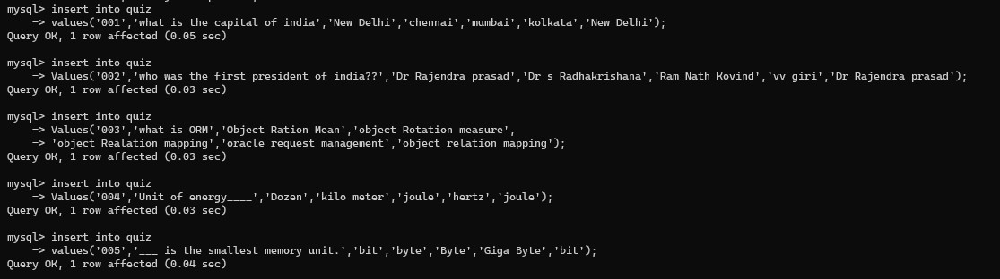 mysql> insert into quiz
    -> values('001','what is the capital of india','New Delhi','chennai','mumbai','kolkata','New Delhi');
Query OK, 1 row affected (0.05 sec)

mysql> insert into quiz
    -> Values('002','who was the first president of india??','Dr Rajendra prasad','Dr s Radhakrishana','Ram Nath Kovind','vv giri','Dr Rajendra prasad');
Query OK, 1 row affected (0.03 sec)

mysql> insert into quiz
    -> Values('003','what is ORM','Object Ration Mean','object Rotation measure',
    -> 'object Realation mapping','oracle request management','object relation mapping');
Query OK, 1 row affected (0.03 sec)

mysql> insert into quiz
    -> Values('004','Unit of energy____','Dozen','kilo meter','joule','hertz','joule');
Query OK, 1 row affected (0.03 sec)

mysql> insert into quiz
    -> values('005','___ is the smallest memory unit.','bit','byte','Byte','Giga Byte','bit');
Query OK, 1 row affected (0.04 sec)